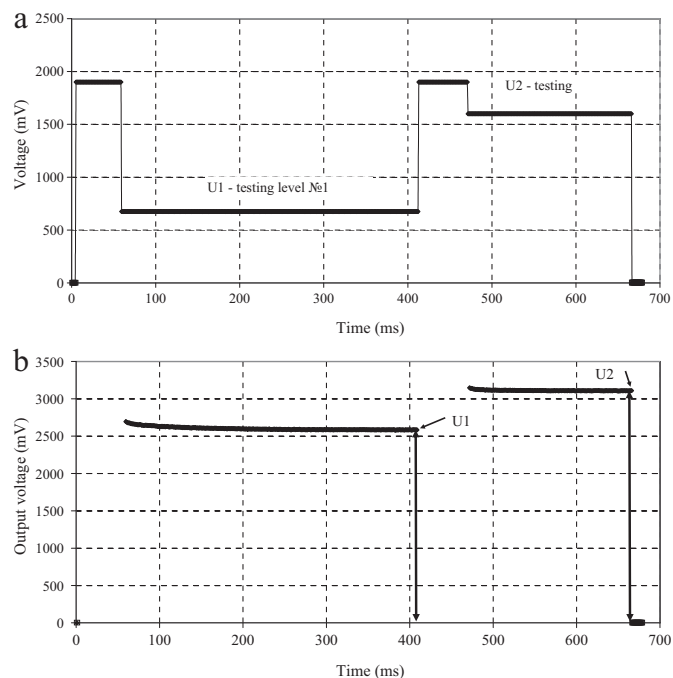 a
2500
2000
1500
1000
500
0
Voltage (mV)
U2 - testing
U1 - testing level №1
0 100 200 300 400 500 600 700
Time (ms)
b
3500
3000
2500
2000
1500
1000
500
0
Output voltage (mV)
U2
U1
0 100 200 300 400 500 600 700
Time (ms)